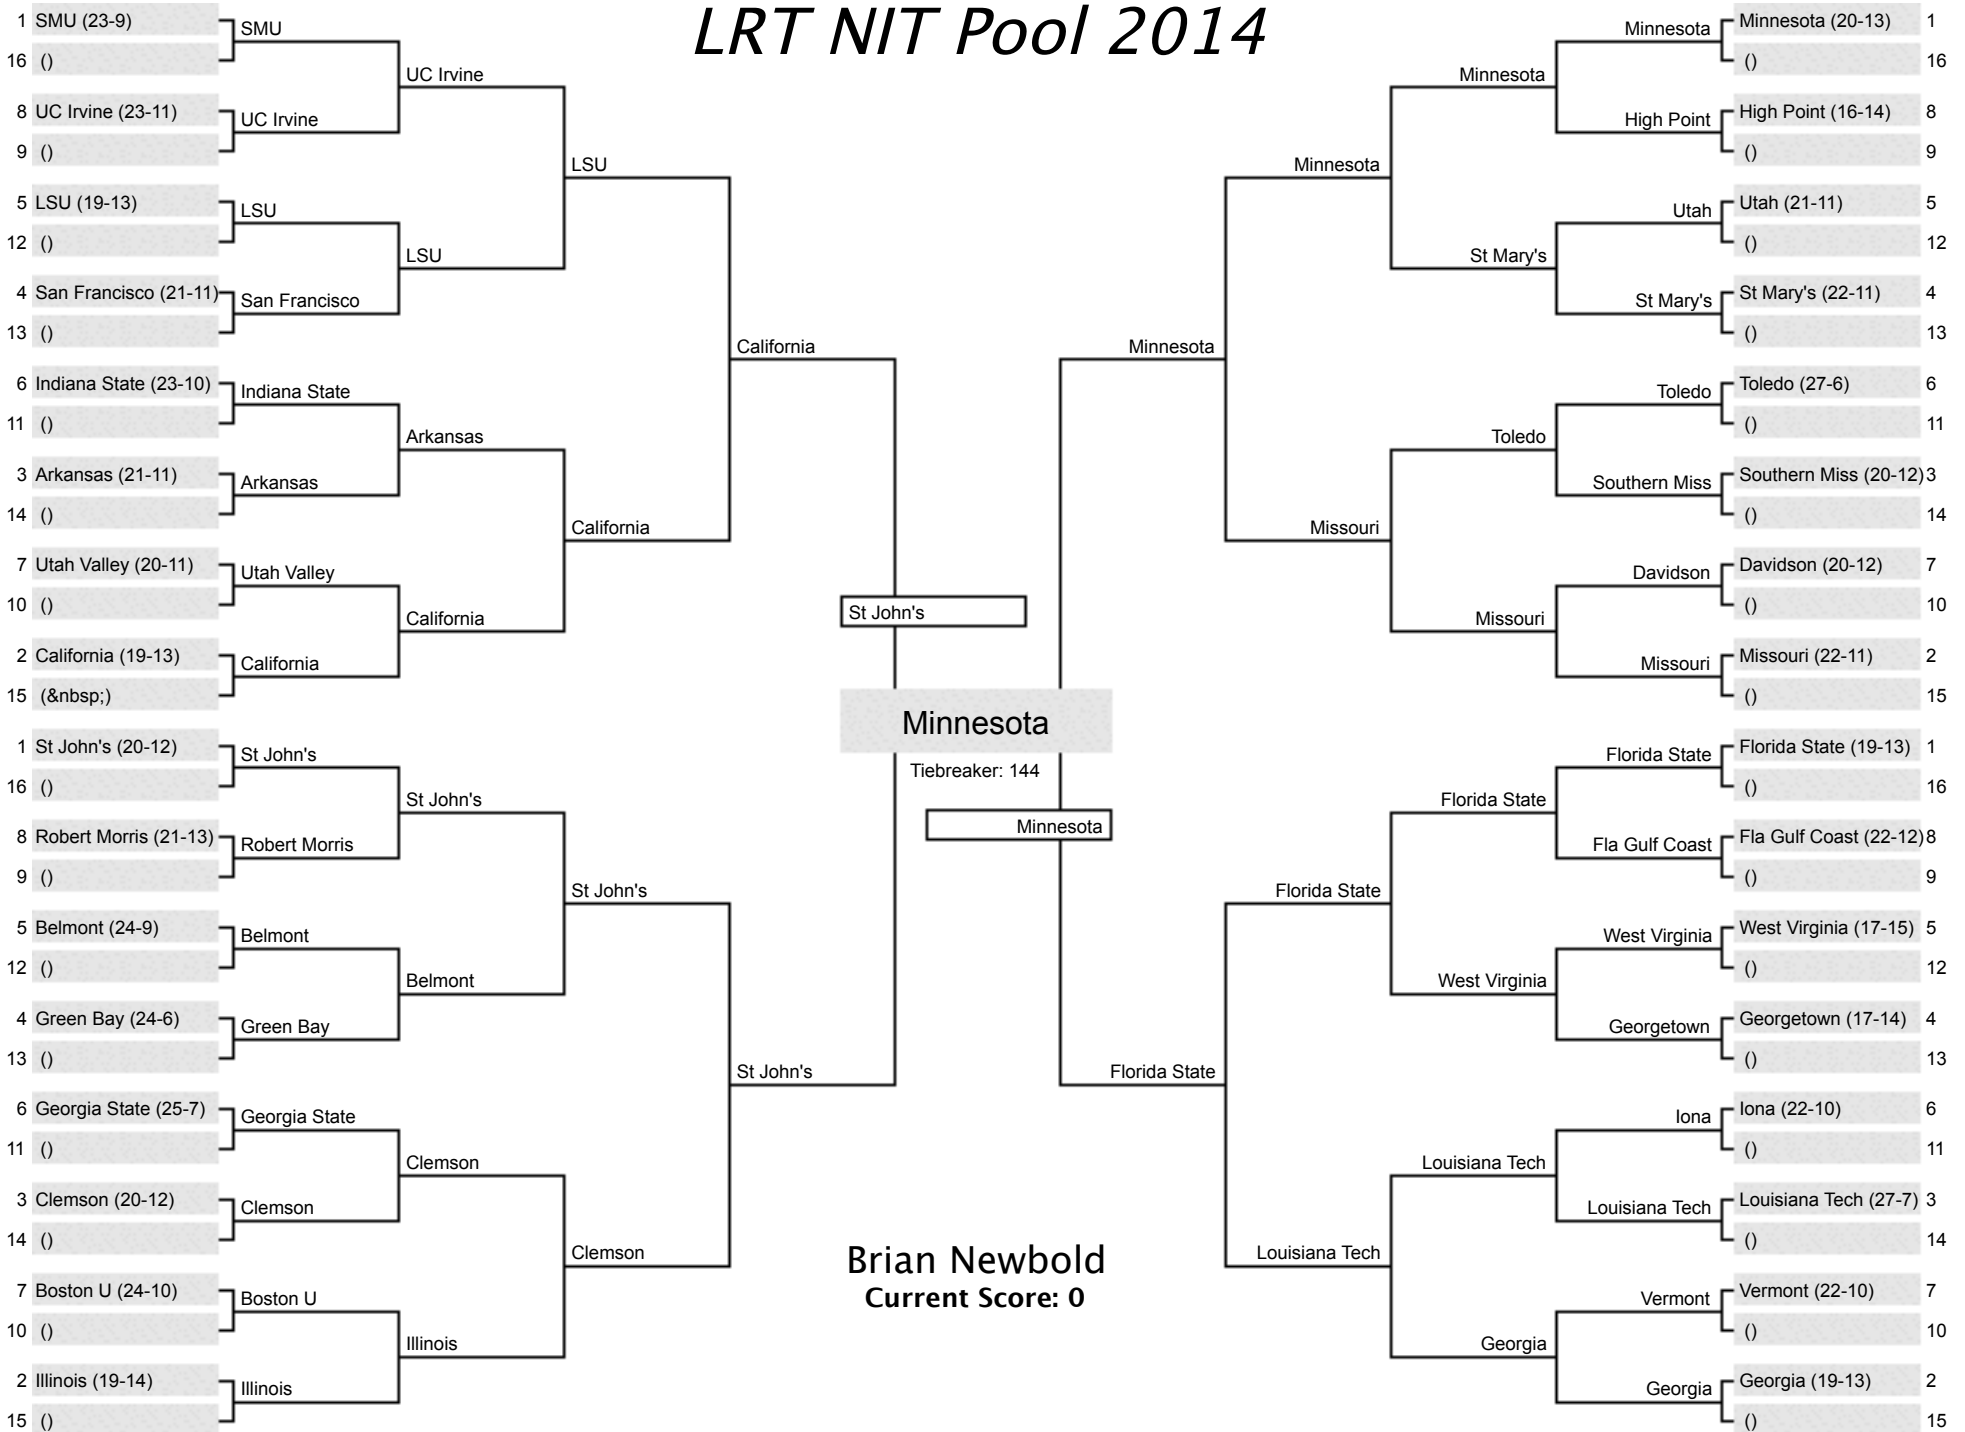 LRT NIT Pool 2014
1 SMU (23-9)
16 ()
8 UC Irvine (23-11)
9 ()
5 LSU (19-13)
12 ()
4 San Francisco (21-11)
13 ()
6 Indiana State (23-10)
11 ()
3 Arkansas (21-11)
14 ()
7 Utah Valley (20-11)
10 ()
2 California (19-13)
15 (&nbsp;)
1 St John's (20-12)
16 ()
8 Robert Morris (21-13)
9 ()
5 Belmont (24-9)
12 ()
4 Green Bay (24-6)
13 ()
6 Georgia State (25-7)
11 ()
3 Clemson (20-12)
14 ()
7 Boston U (24-10)
10 ()
2 Illinois (19-14)
15 ()
SMU
UC Irvine
LSU
San Francisco
Indiana State
Arkansas
Utah Valley
California
St John's
Robert Morris
Belmont
Green Bay
Georgia State
Clemson
Boston U
Illinois
UC Irvine
LSU
Arkansas
California
St John's
Belmont
Clemson
Illinois
LSU
California
St John's
Clemson
California
St John's
St John's
Minnesota
Tiebreaker: 144
Minnesota
Brian Newbold
Current Score: 0
Minnesota
Florida State
Minnesota
Missouri
Florida State
Louisiana Tech
Minnesota
St Mary's
Toledo
Missouri
Florida State
West Virginia
Louisiana Tech
Georgia
Minnesota
High Point
Utah
St Mary's
Toledo
Southern Miss
Davidson
Missouri
Florida State
Fla Gulf Coast
West Virginia
Georgetown
Iona
Louisiana Tech
Vermont
Georgia
Minnesota (20-13) 1
() 16
High Point (16-14) 8
() 9
Utah (21-11) 5
() 12
St Mary's (22-11) 4
() 13
Toledo (27-6) 6
() 11
Southern Miss (20-12) 3
() 14
Davidson (20-12) 7
() 10
Missouri (22-11) 2
() 15
Florida State (19-13) 1
() 16
Fla Gulf Coast (22-12) 8
() 9
West Virginia (17-15) 5
() 12
Georgetown (17-14) 4
() 13
Iona (22-10) 6
() 11
Louisiana Tech (27-7) 3
() 14
Vermont (22-10) 7
() 10
Georgia (19-13) 2
() 15